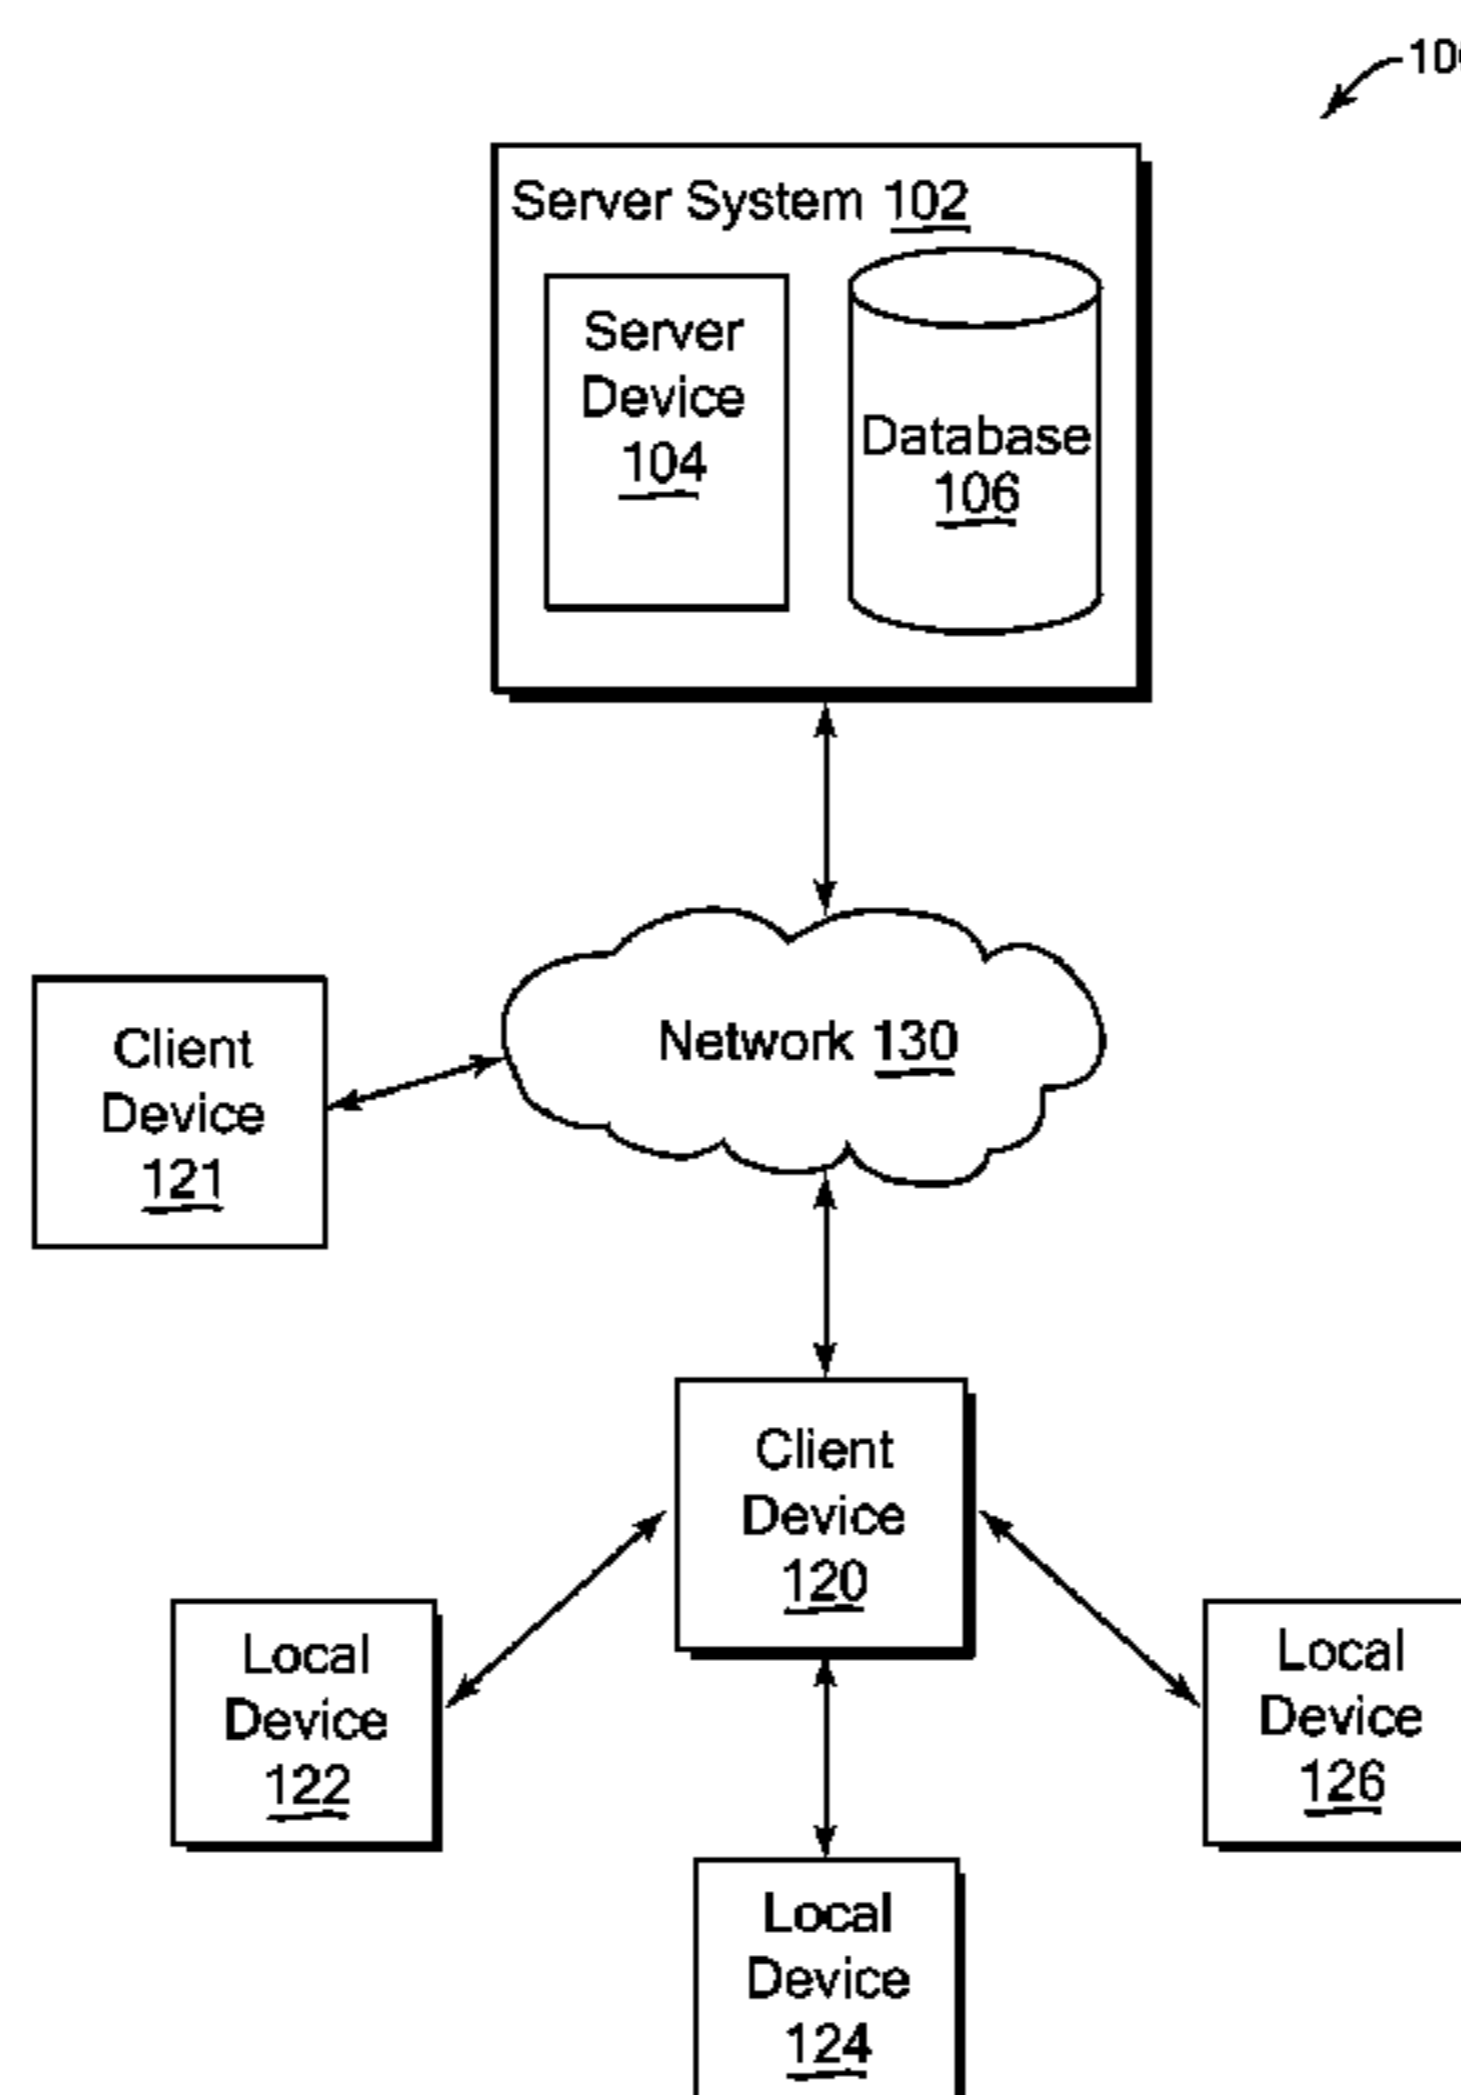 Server System 102
Server
Device
104
Database
106
Network 130
Client
Device
121
Client
Device
120
Local
Device
122
Local
Device
126
Local
Device
124